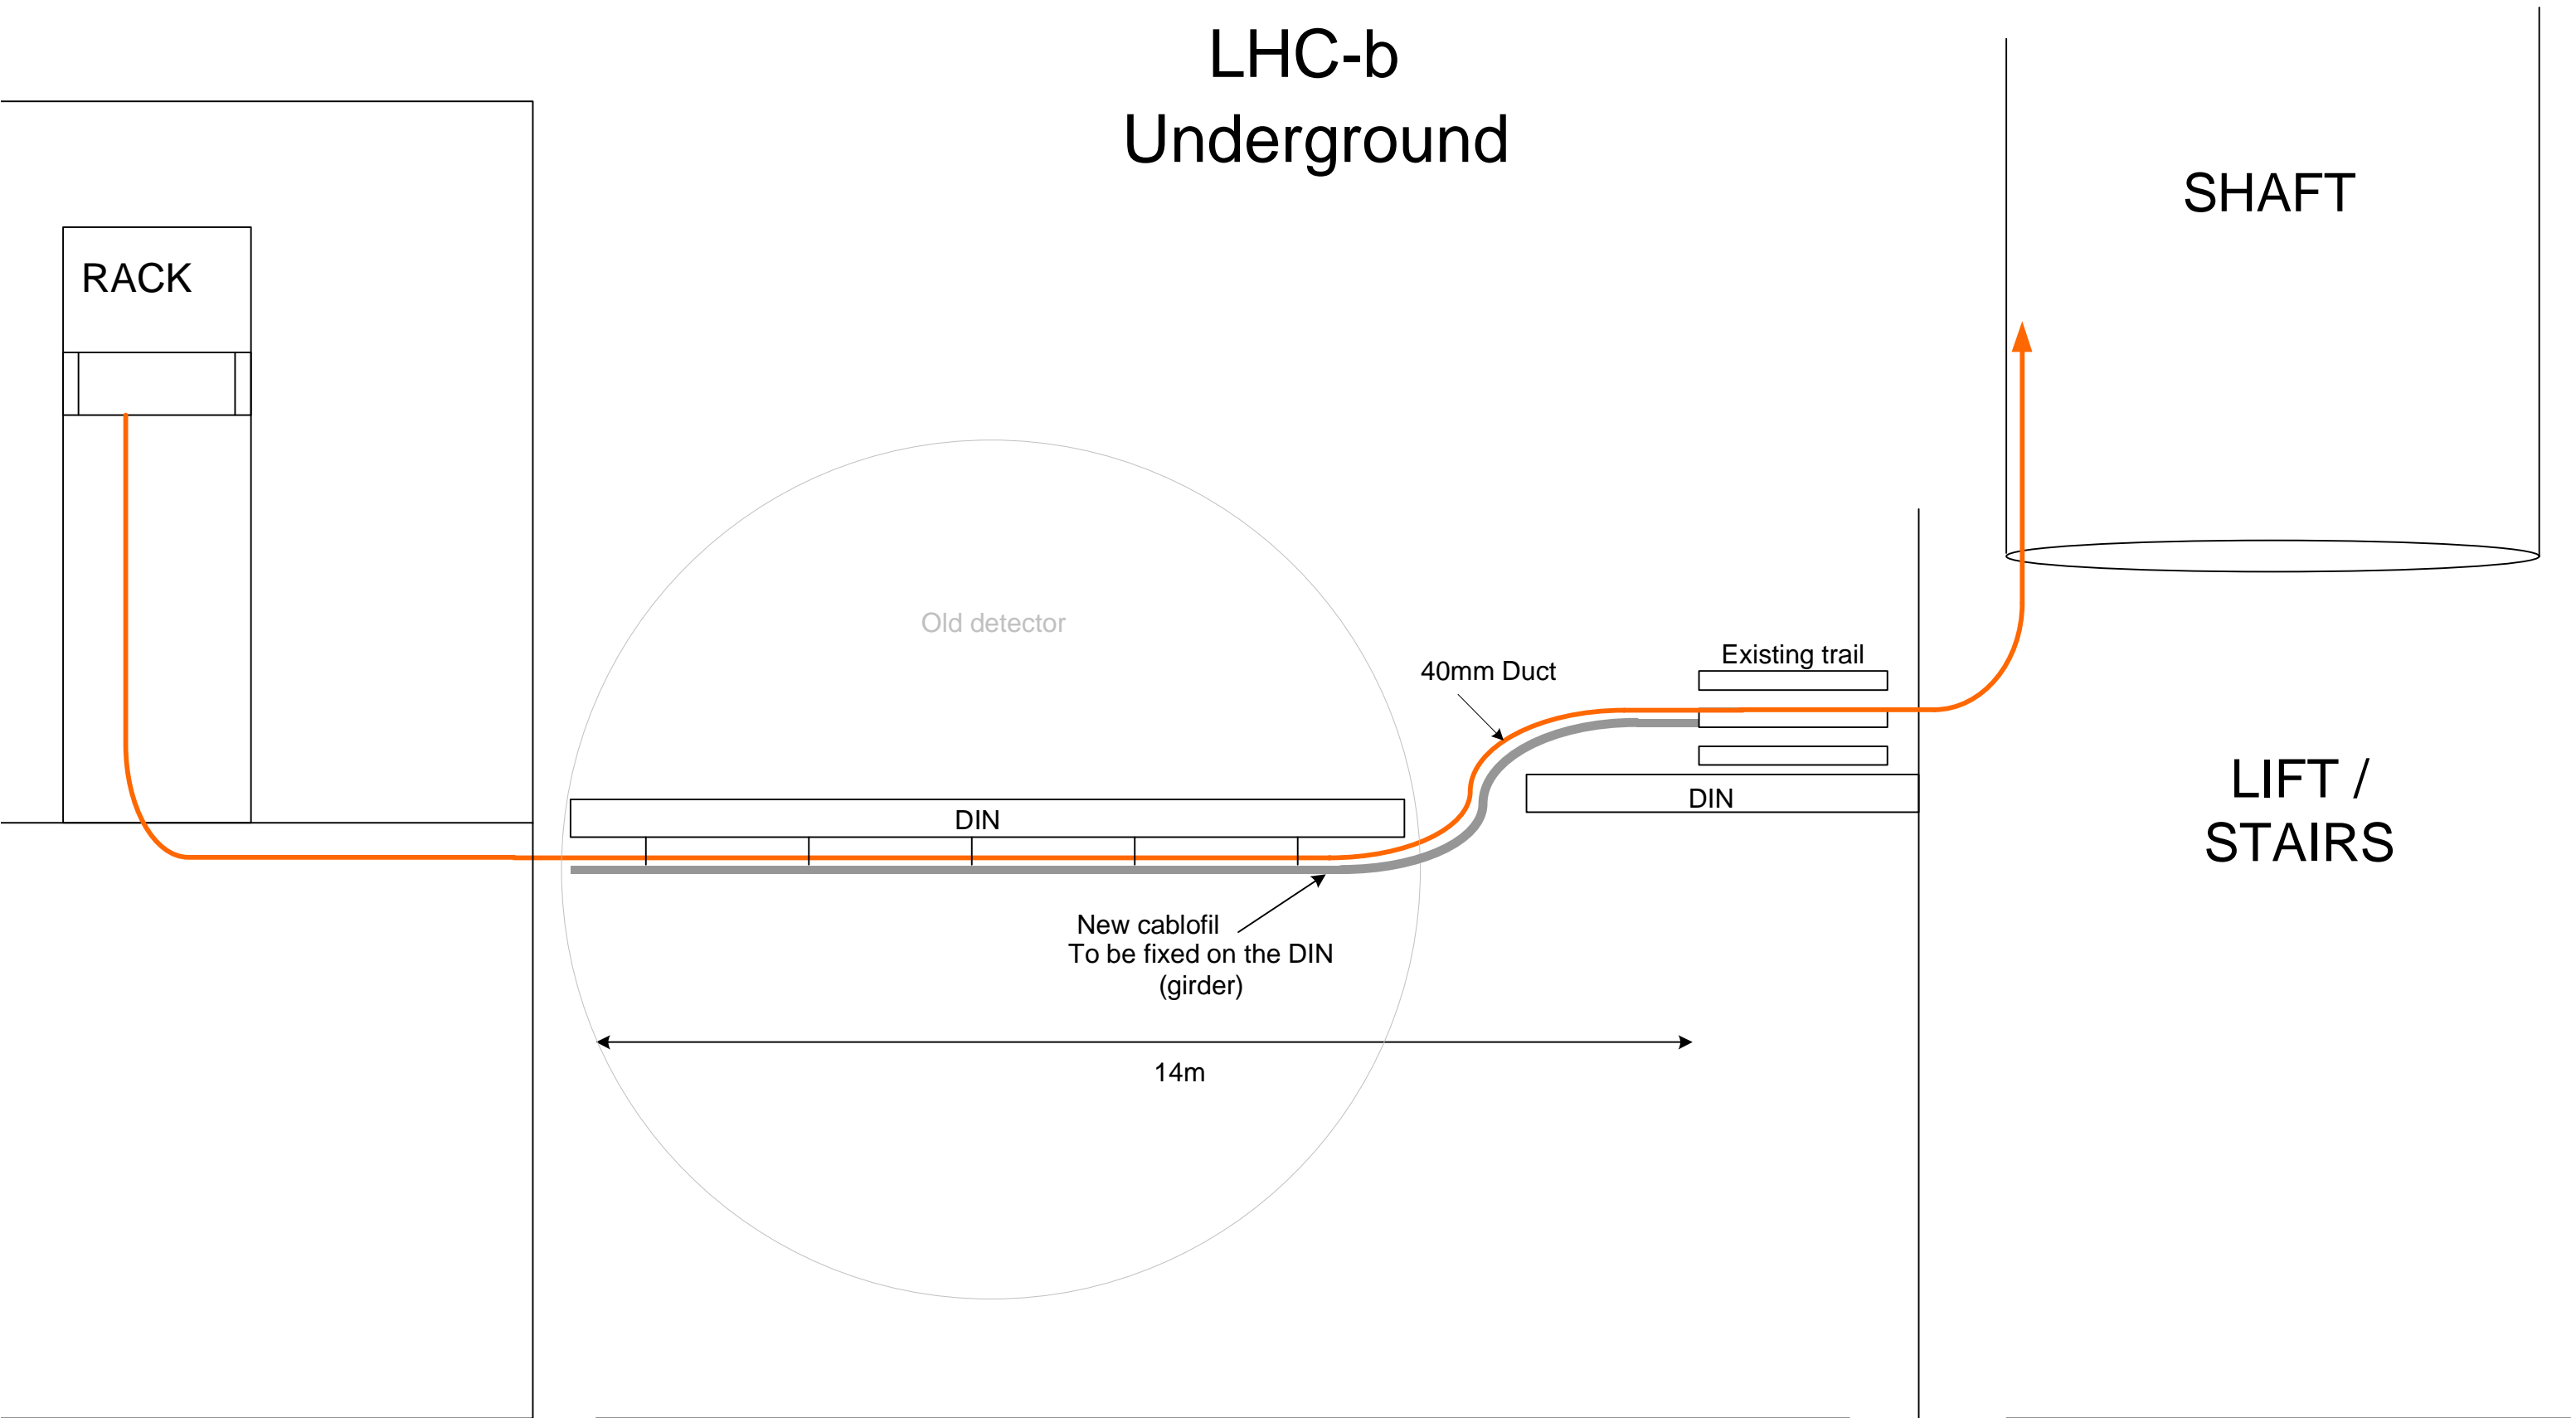 LHC-b
Underground
SHAFT
RACK
Old detector
Existing trail
40mm Duct
DIN
DIN
LIFT /
STAIRS
New cablofil
To be fixed on the DIN
(girder)
14m